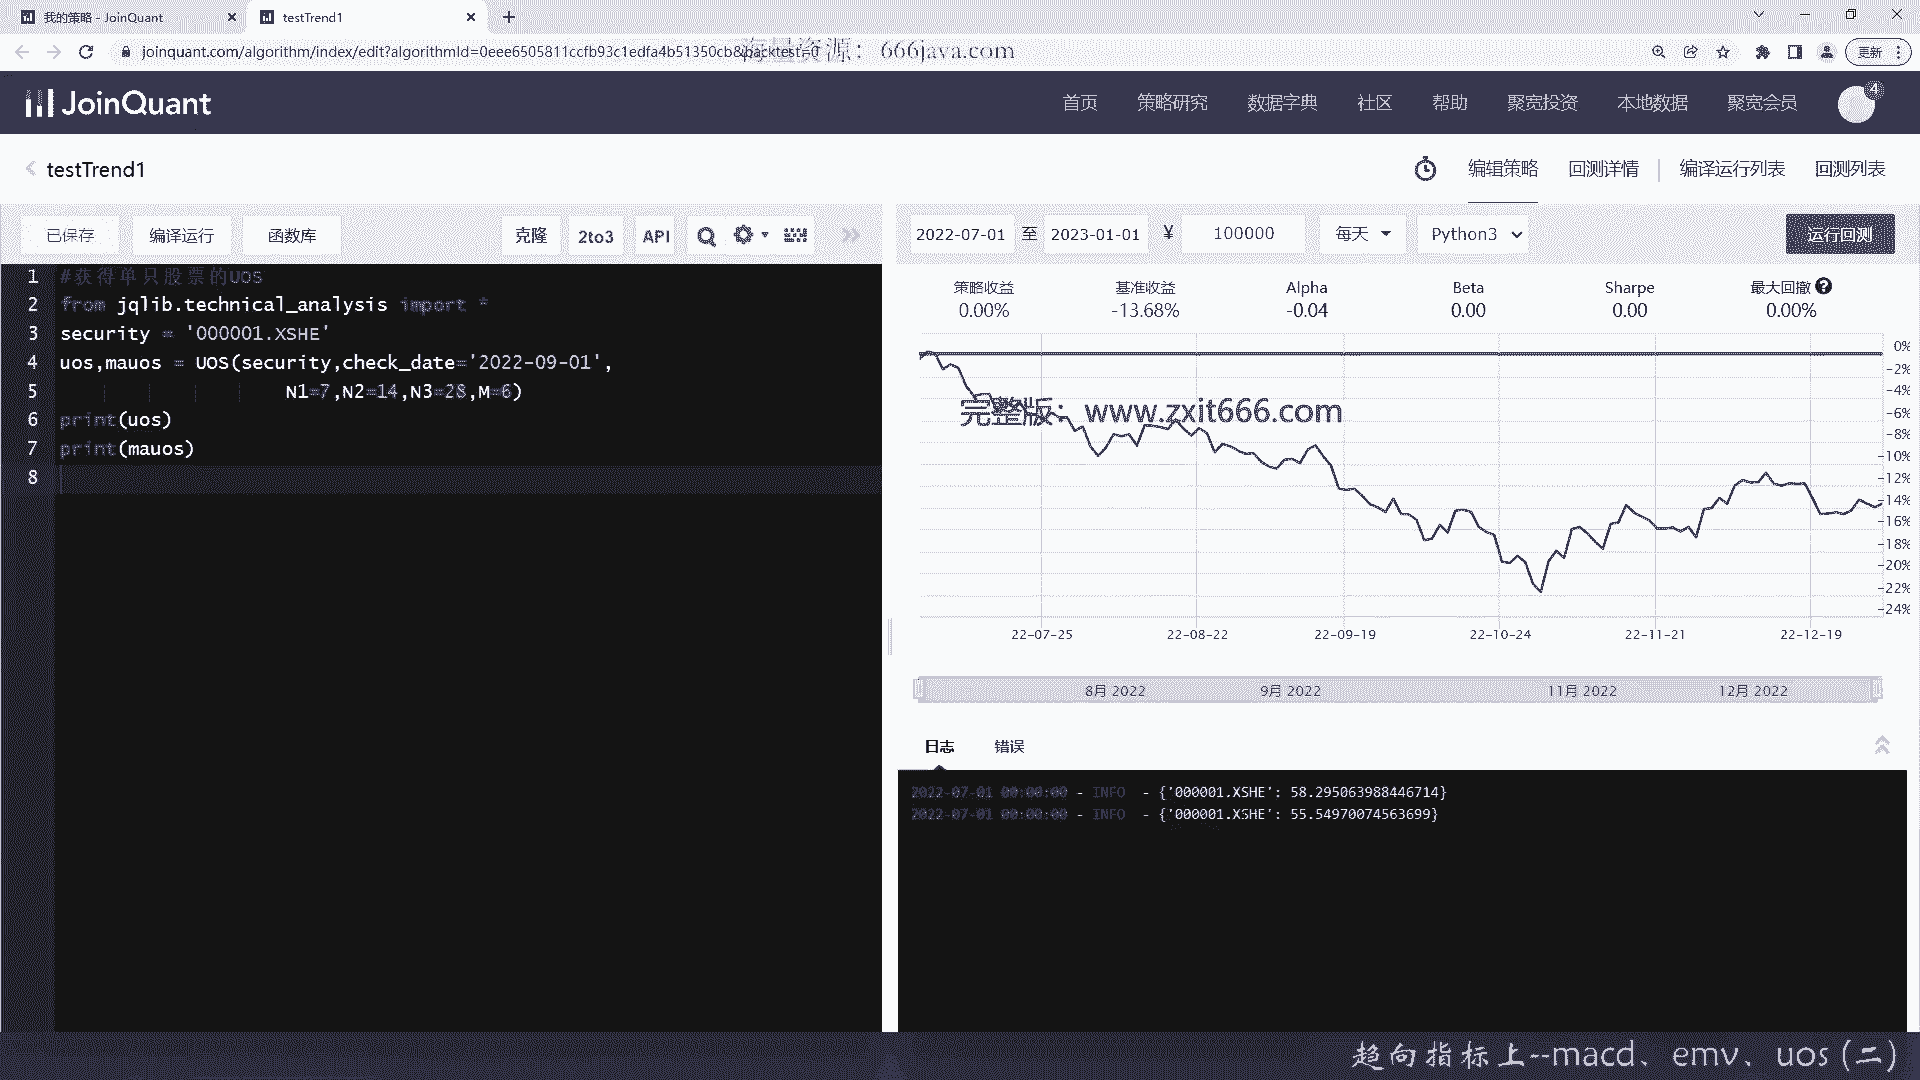 我的策略 - JoinQuant
testTrend1
joinquant.com/algorithm/index/edit?algorithmId=0eee6505811ccfb93c1edfa4b51350cb&backtest=0
海量资源：666java.com
更新
JoinQuant
首页 策略研究 数据字典 社区 帮助 聚宽投资 本地数据 聚宽会员 4
testTrend1
编辑策略 回测详情 编译运行列表 回测列表
已保存 编译运行 函数库 克隆 2to3 API
2022-07-01 至 2023-01-01 ¥ 100000 每天 Python3 运行回测
1 #获得单只股票的UOS
2 from jqlib.technical_analysis import *
3 security = '000001.XSHE'
4 uos,mauos = UOS(security,check_date='2022-09-01',
5 N1=7,N2=14,N3=28,M=6)
6 print(uos)
7 print(mauos)
8
策略收益 基准收益 Alpha Beta Sharpe 最大回撤
0.00% -13.68% -0.04 0.00 0.00 0.00%
0%
-2%
-4%
-6%
-8%
-10%
-12%
-14%
-16%
-18%
-20%
-22%
-24%
完整版：www.zxit666.com
22-07-25 22-08-22 22-09-19 22-10-24 22-11-21 22-12-19
8月 2022 9月 2022 11月 2022 12月 2022
日志 错误
2022-07-01 00:00:00 - INFO - {'000001.XSHE': 58.295063988446714}
2022-07-01 00:00:00 - INFO - {'000001.XSHE': 55.54970074563699}
趋向指标上--macd、emv、uos(二)